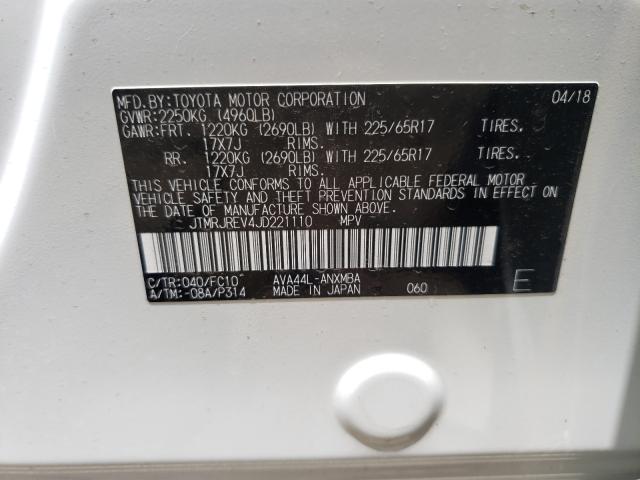 MFD.BY:TOYOTA MOTOR CORPORATION 04/18
GVWR:2250KG (4960LB)
GAWR:FRT. 1220KG (2690LB) WITH 225/65R17 TIRES.
17X7J RIMS.
RR. 1220KG (2690LB) WITH 225/65R17 TIRES.
17X7J RIMS.
THIS VEHICLE CONFORMS TO ALL APPLICABLE FEDERAL MOTOR
VEHICLE SAFETY AND THEFT PREVENTION STANDARDS IN EFFECT ON
THE DATE OF MANUFACTURE SHOWN ABOVE.
JTMRJREV4JD221110 MPV
C/TR:040/FC10 AVA44L-ANXMBA
A/TM:-08A/P314 MADE IN JAPAN 060 E